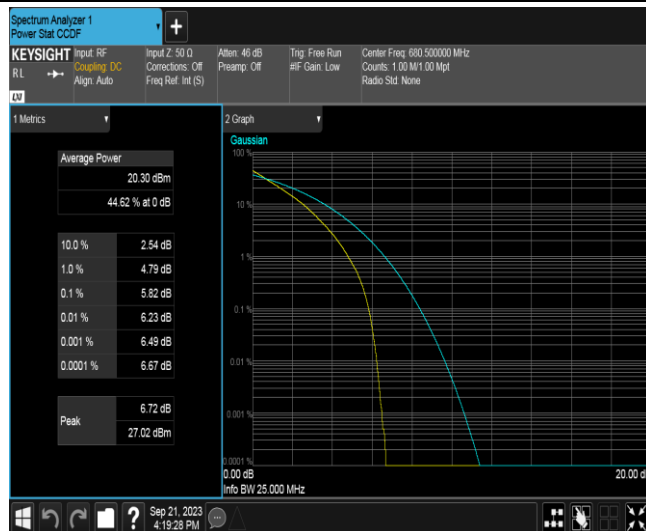 Spectrum Analyzer 1
Power Stat CCDF
+
KEYSIGHT
RL
Input: RF
Coupling: DC
Align: Auto
Input Z: 50 Ω
Corrections: Off
Freq Ref: Int (S)
Atten: 46 dB
Preamp: Off
Trig: Free Run
#IF Gain: Low
Center Freq: 680.500000 MHz
Counts: 1.00 M/1.00 Mpt
Radio Std: None
1 Metrics
Average Power
20.30 dBm
44.62 % at 0 dB
10.0 % 2.54 dB
1.0 % 4.79 dB
0.1 % 5.82 dB
0.01 % 6.23 dB
0.001 % 6.49 dB
0.0001 % 6.67 dB
Peak
6.72 dB
27.02 dBm
2 Graph
Gaussian
100 %
10 %
1 %
0.1 %
0.01 %
0.001 %
0.0001 %
0.00 dB
20.00 d
Info BW 25.000 MHz
?
Sep 21, 2023
4:19:28 PM